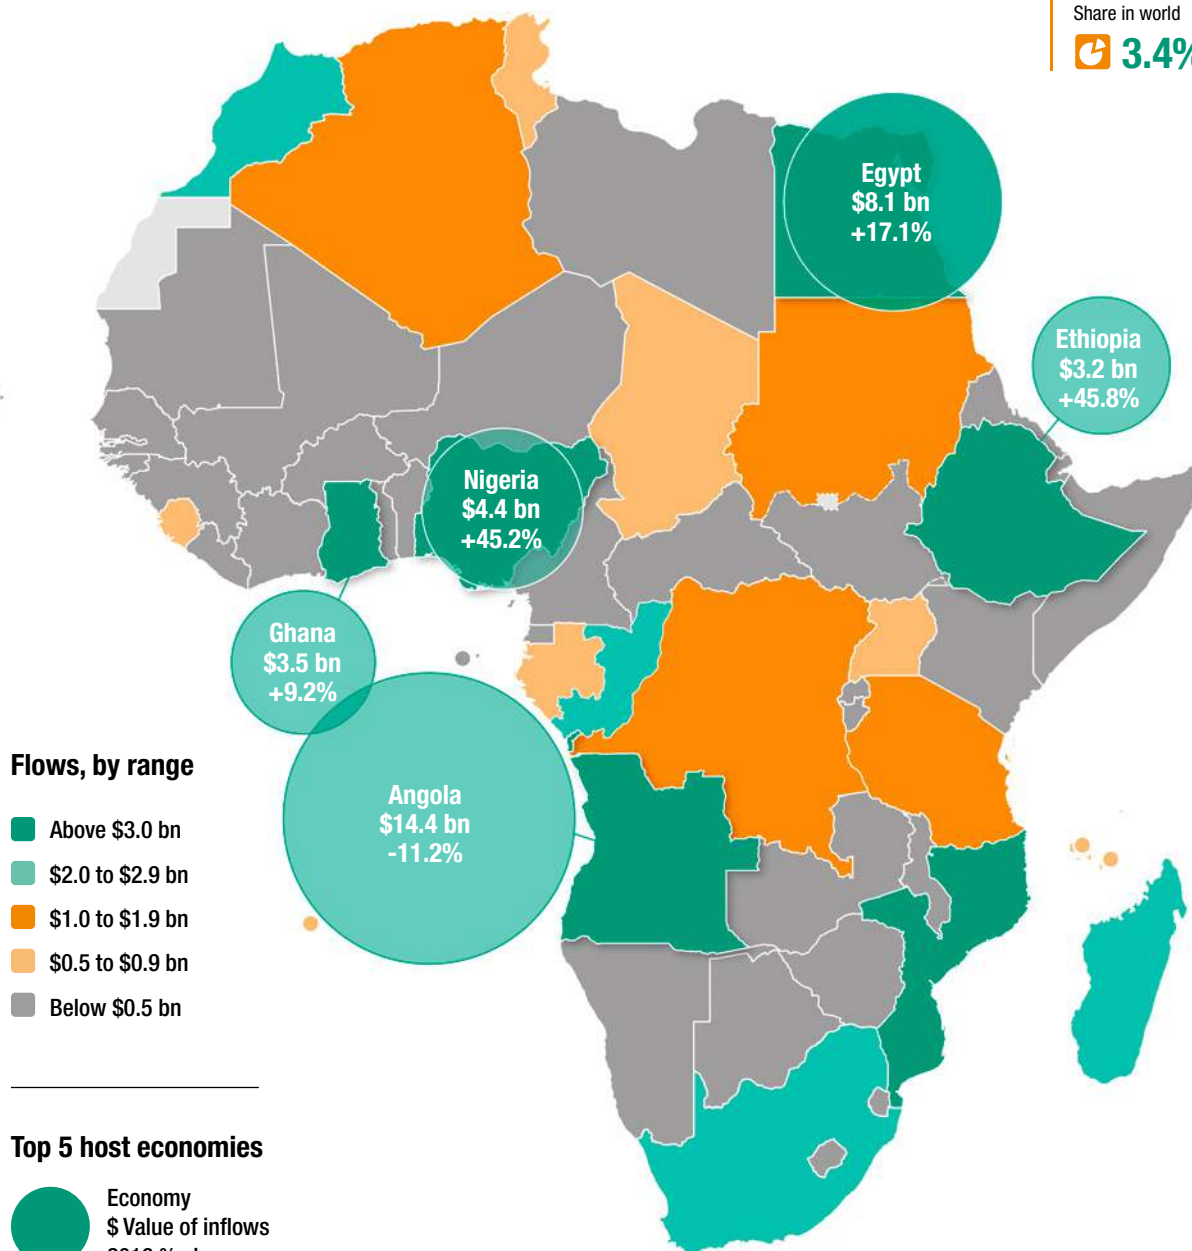 Share in world
3.4%
Egypt
$8.1 bn
+17.1%
Ethiopia
$3.2 bn
+45.8%
Nigeria
$4.4 bn
+45.2%
Ghana
$3.5 bn
+9.2%
Angola
$14.4 bn
-11.2%
Flows, by range
Above $3.0 bn
$2.0 to $2.9 bn
$1.0 to $1.9 bn
$0.5 to $0.9 bn
Below $0.5 bn
Top 5 host economies
Economy
$ Value of inflows